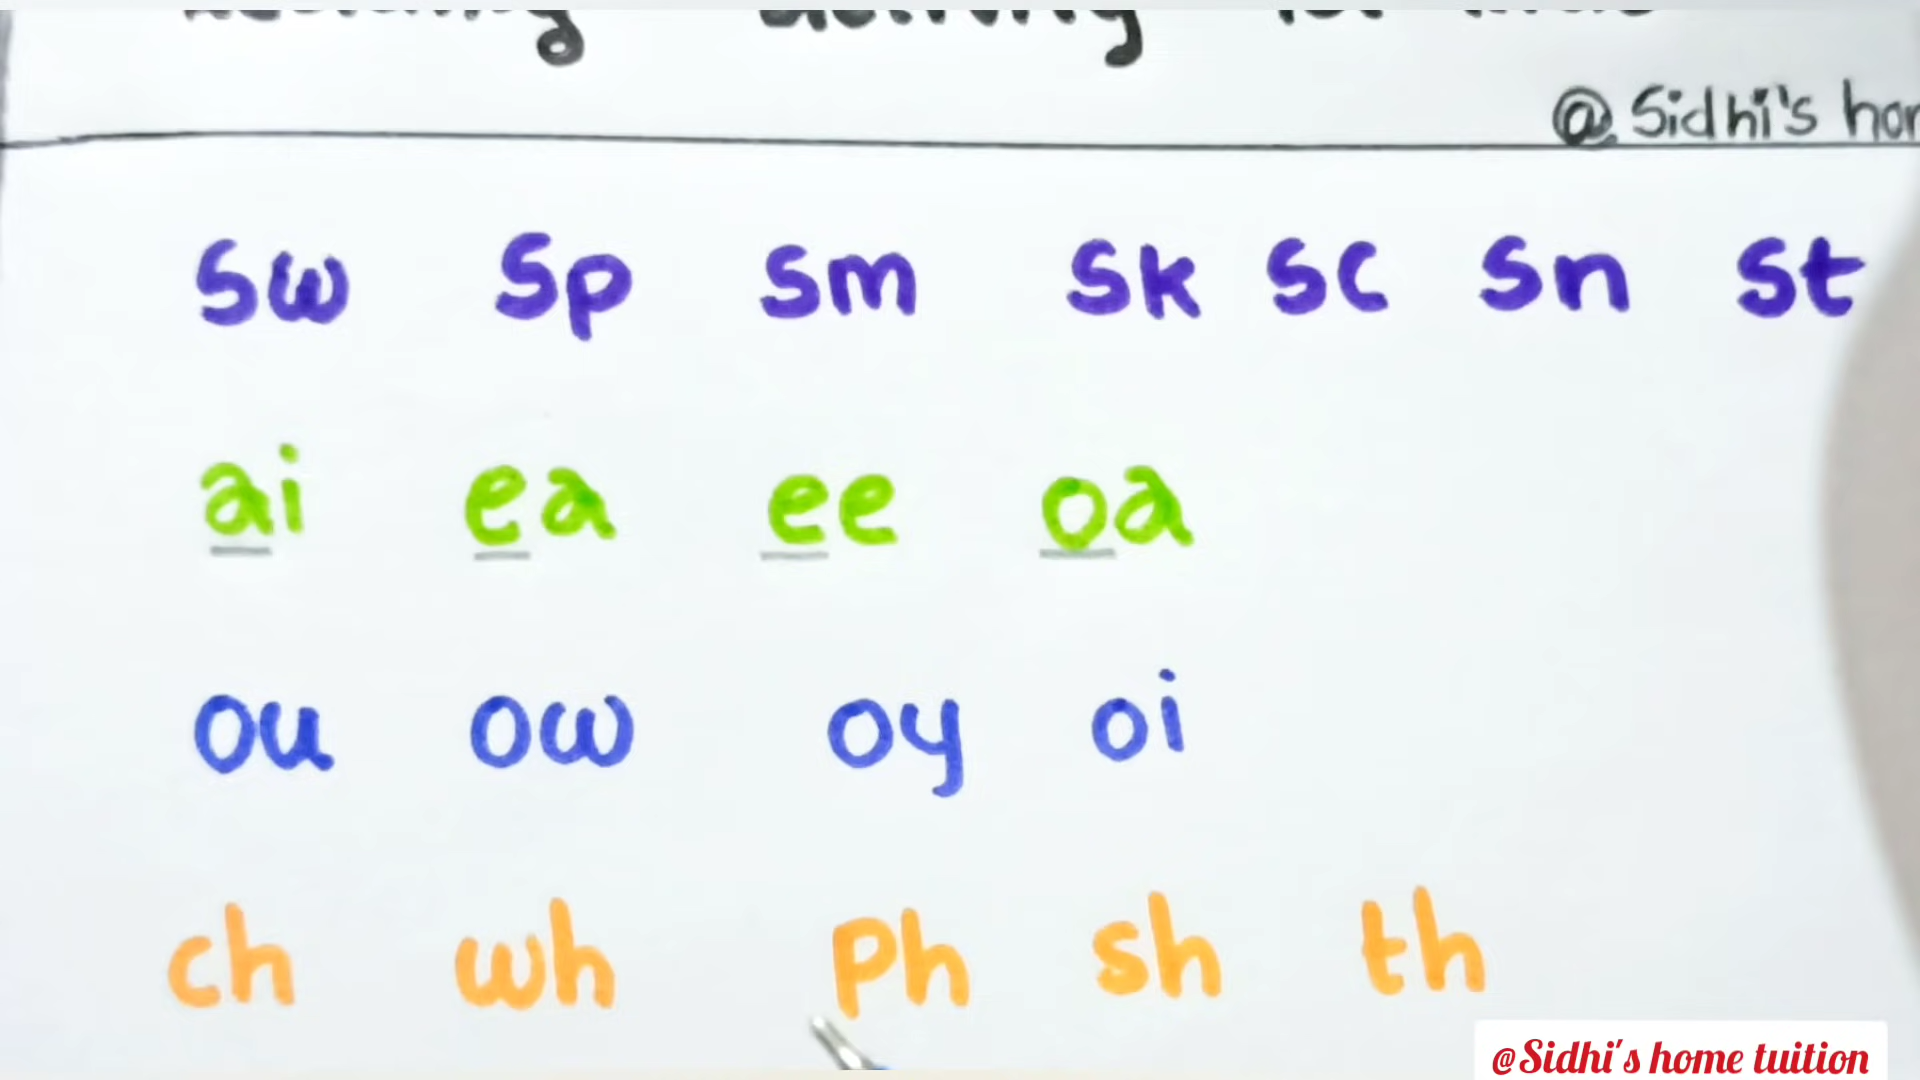 @ Sidhi's
sw sp sm sk sc sn st
ai ea ee oa
ou ow oy oi
ch wh ph sh th
@Sidhi's home tuition